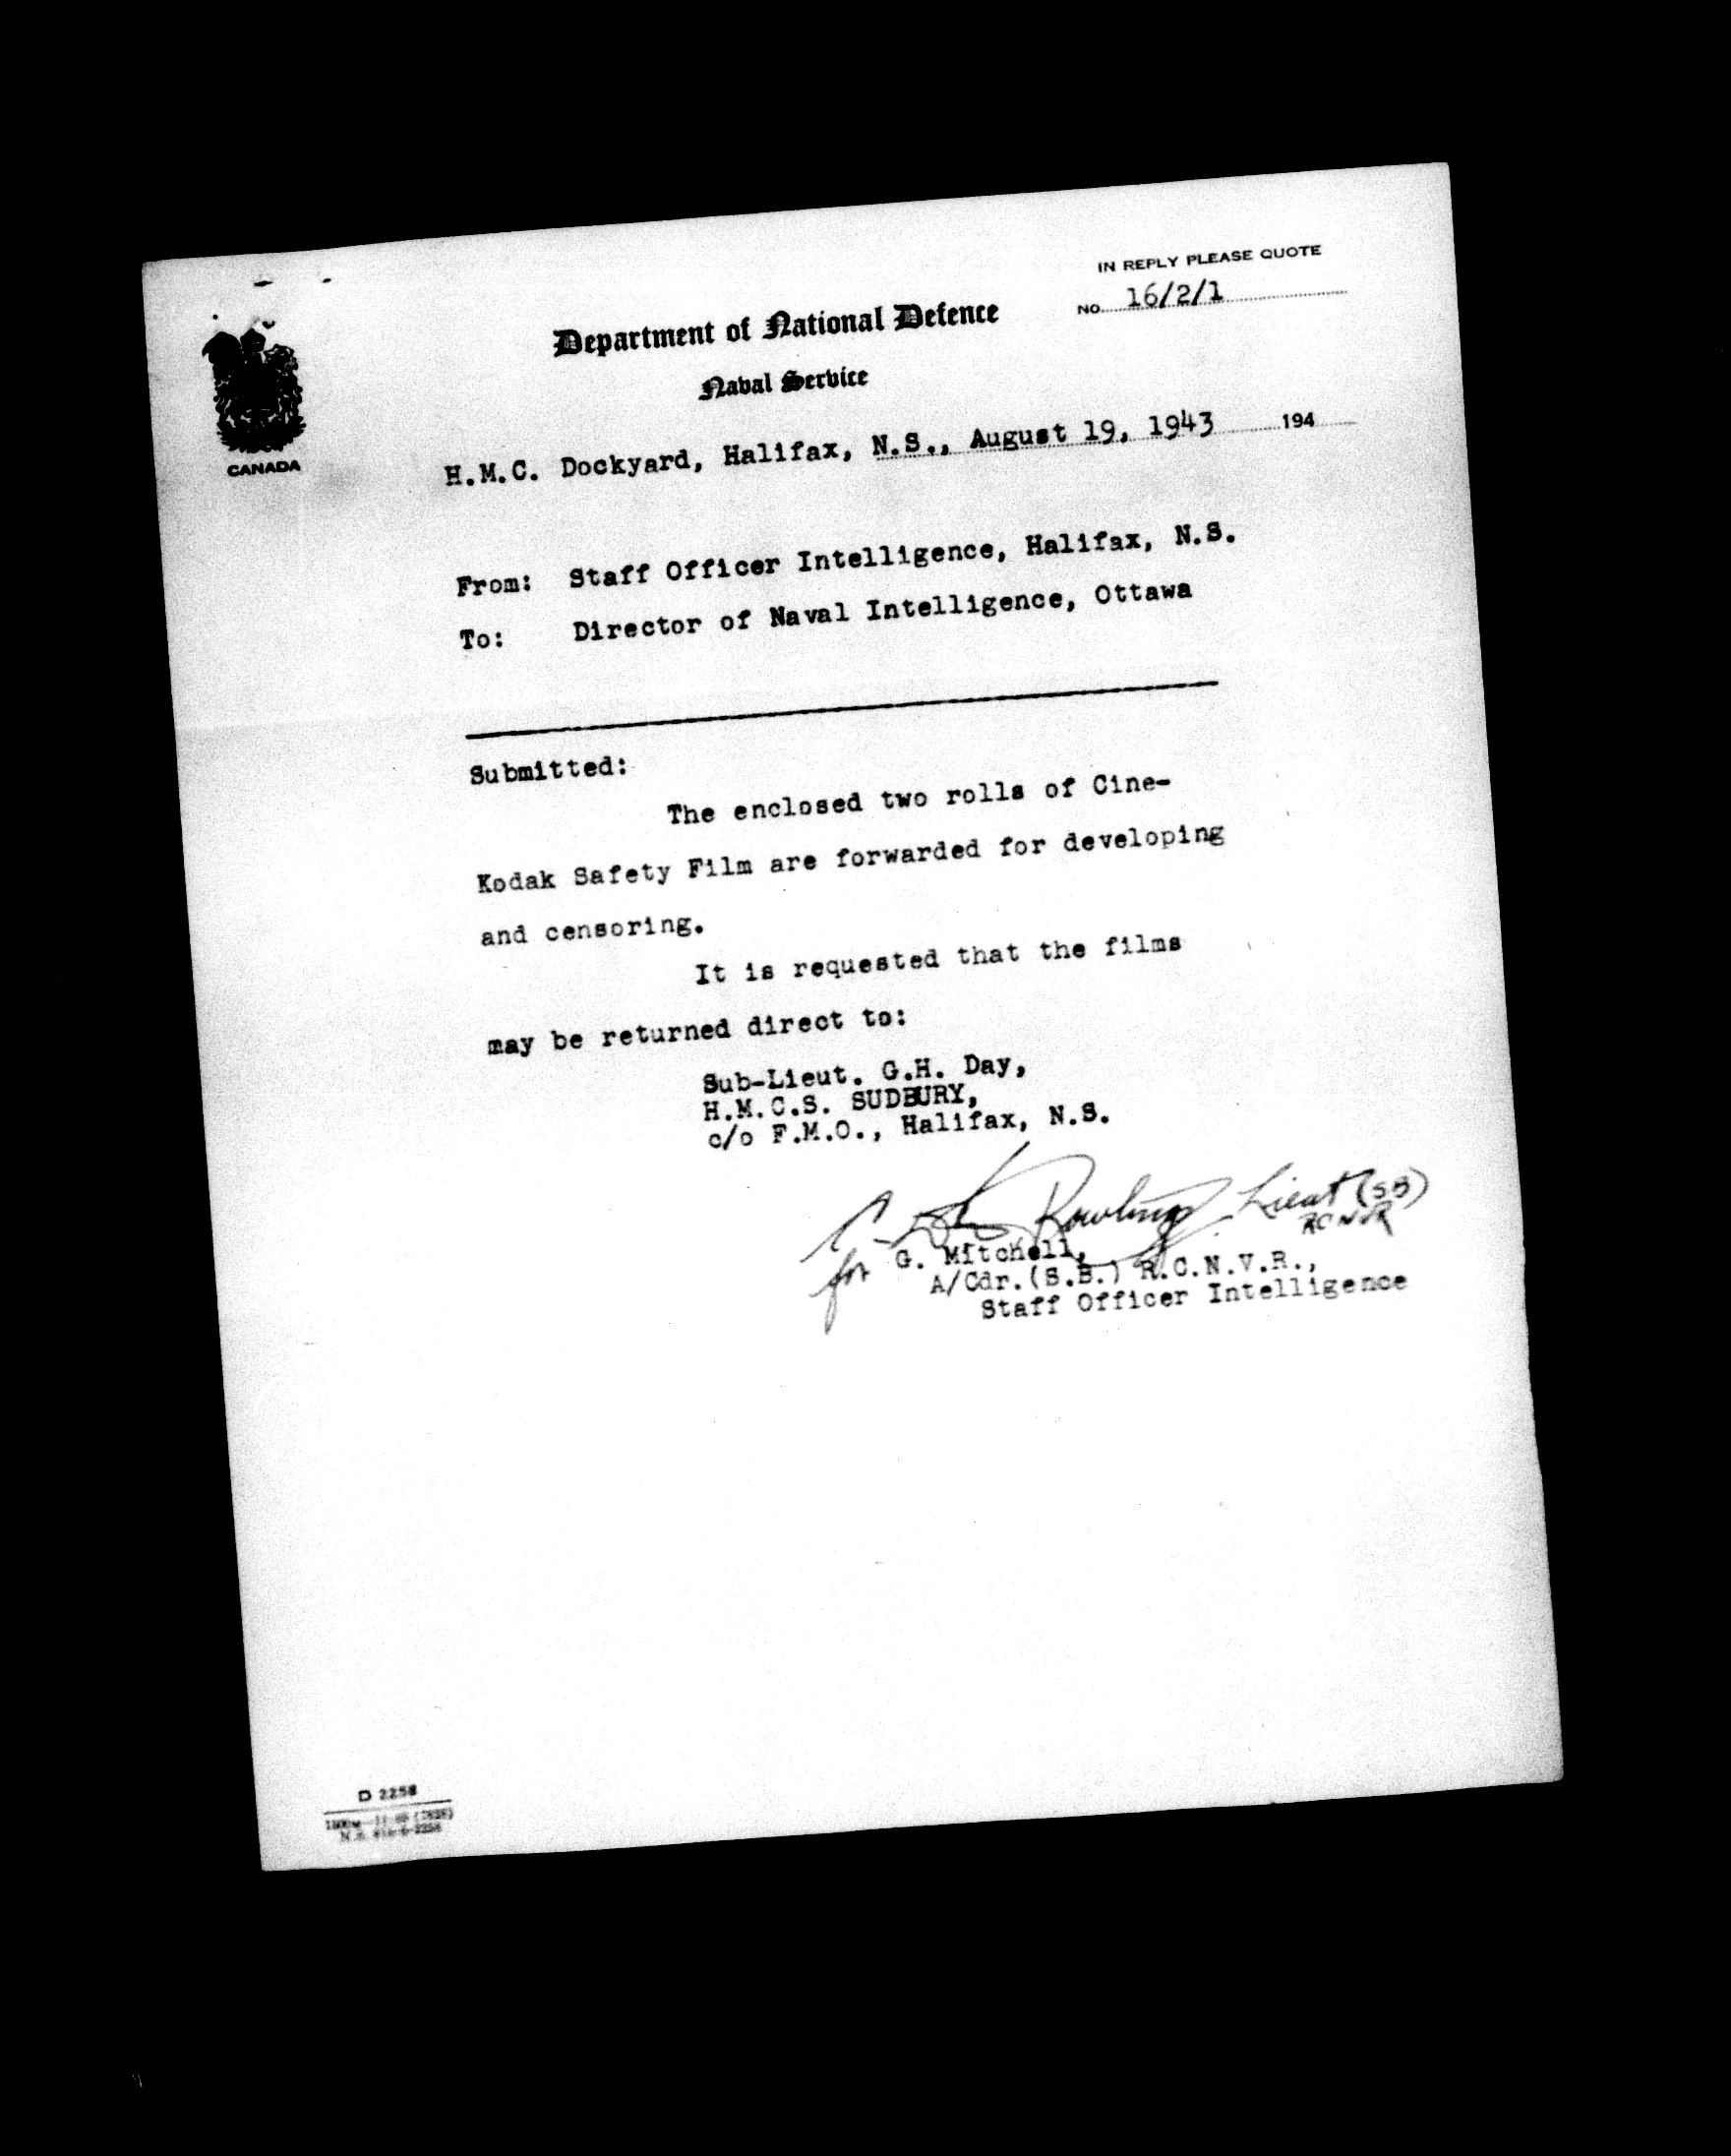 IN REPLY PLEASE QUOTE
No. 16/2/1
Department of National Defence
Naval Service
CANADA
H.M.C. Dockyard, Halifax, N.S., August 19, 1943 194
From: Staff Officer Intelligence, Halifax, N.S.
To: Director of Naval Intelligence, Ottawa
Submitted:
The enclosed two rolls of Cine-
Kodak Safety Film are forwarded for developing
and censoring.
It is requested that the films
may be returned direct to:
Sub-Lieut. G.H. Day,
H.M.C.S. SUDBURY,
c/o F.M.O., Halifax, N.S.
Rowlings Lieut (SB)
RCNVR
for G. Mitchell,
A/Cdr.(S.B.) R.C.N.V.R.,
Staff Officer Intelligence
D 2258